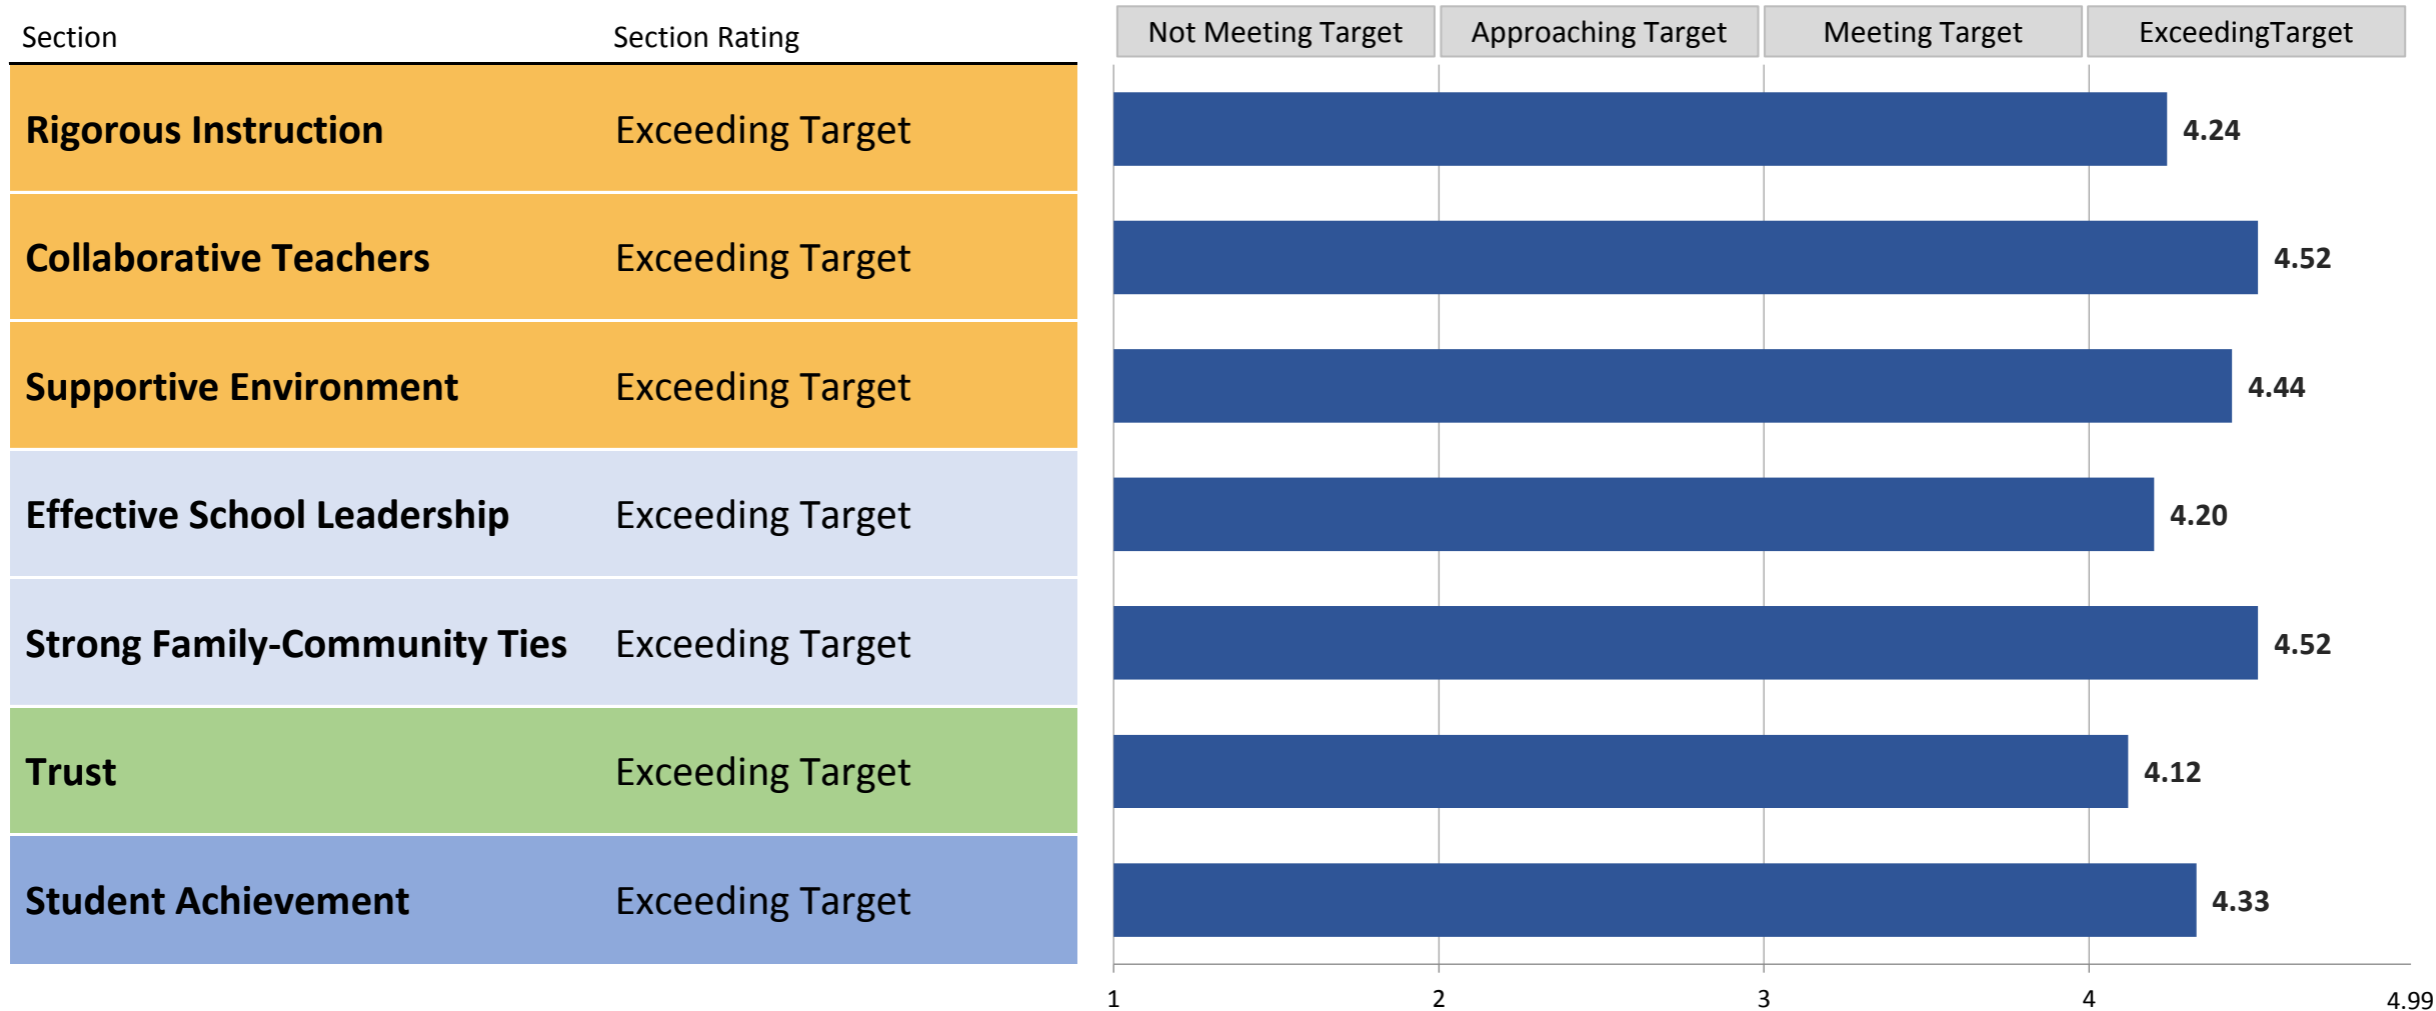 Section Section Rating Not Meeting Target Approaching Target Meeting Target ExceedingTarget
Rigorous Instruction Exceeding Target 4.24
Collaborative Teachers Exceeding Target 4.52
Supportive Environment Exceeding Target 4.44
Effective School Leadership Exceeding Target 4.20
Strong Family-Community Ties Exceeding Target 4.52
Trust Exceeding Target 4.12
Student Achievement Exceeding Target 4.33
1 2 3 4 4.99